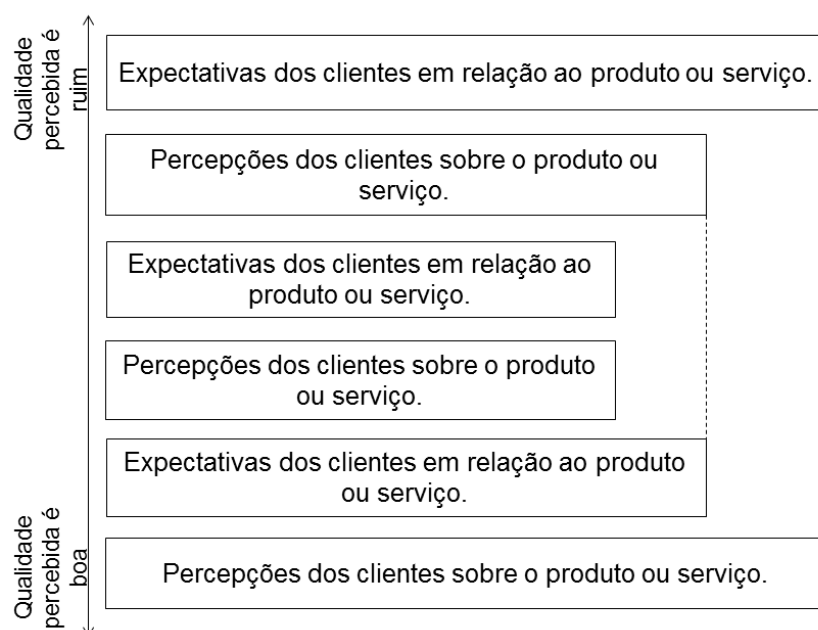 Qualidade
percebida é
ruim
Expectativas dos clientes em relação ao produto ou serviço.
Percepções dos clientes sobre o produto ou
serviço.
Expectativas dos clientes em relação ao
produto ou serviço.
Percepções dos clientes sobre o produto
ou serviço.
Expectativas dos clientes em relação ao produto
ou serviço.
Qualidade
percebida é
boa
Percepções dos clientes sobre o produto ou serviço.